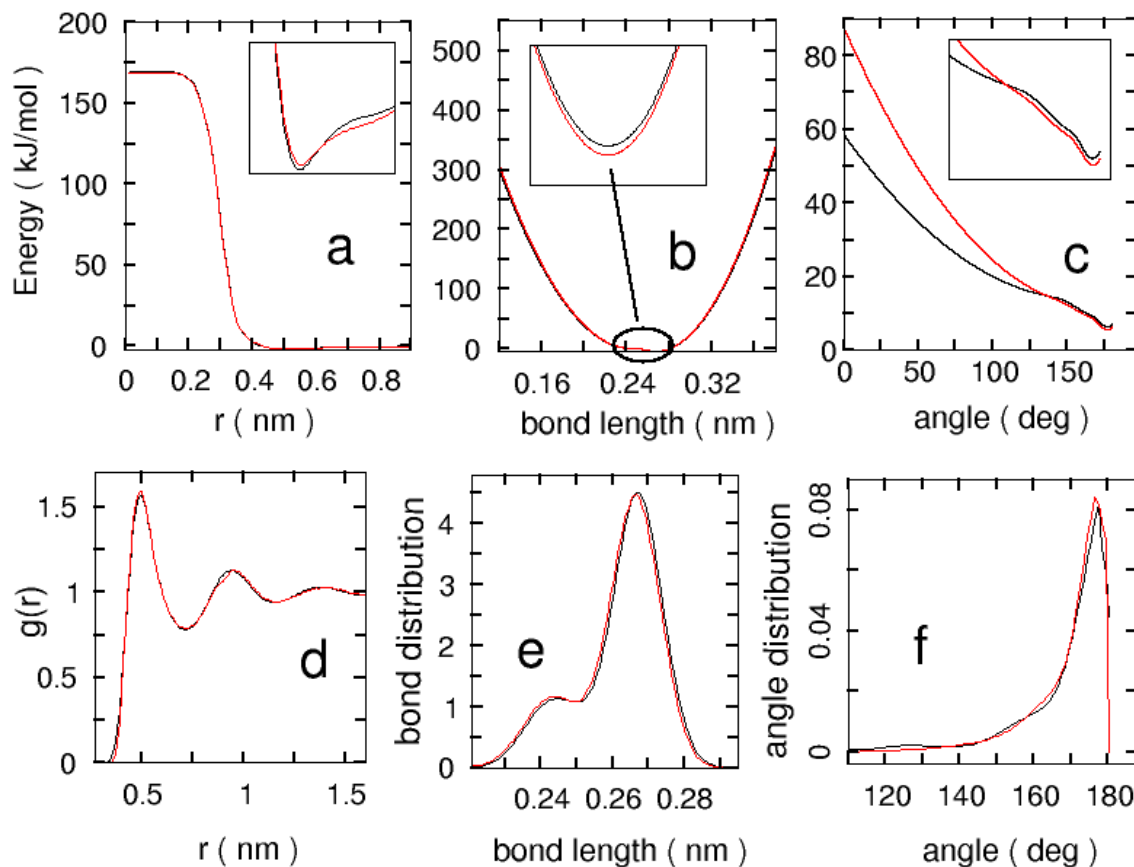 200
150
100
50
0
Energy ( kJ/mol )
a
0 0.2 0.4 0.6 0.8
r ( nm )
500
400
300
200
100
0
b
0.16 0.24 0.32
bond length ( nm )
80
60
40
20
0
c
0 50 100 150
angle ( deg )
1.5
1
0.5
0
g(r)
d
0.5 1 1.5
r ( nm )
4
3
2
1
0
bond distribution
e
0.24 0.26 0.28
bond length ( nm )
0.08
0.04
0
angle distribution
f
120 140 160 180
angle ( deg )